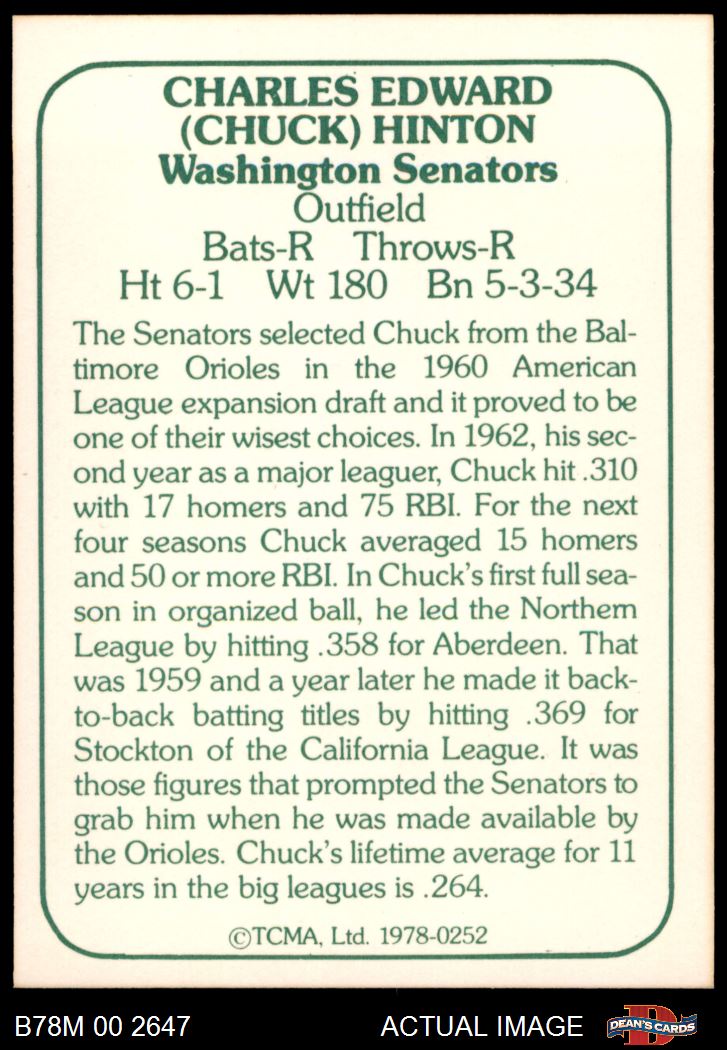 CHARLES EDWARD
(CHUCK) HINTON
Washington Senators
Outfield
Bats-R Throws-R
Ht 6-1 Wt 180 Bn 5-3-34
The Senators selected Chuck from the Bal-
timore Orioles in the 1960 American
League expansion draft and it proved to be
one of their wisest choices. In 1962, his sec-
ond year as a major leaguer, Chuck hit .310
with 17 homers and 75 RBI. For the next
four seasons Chuck averaged 15 homers
and 50 or more RBI. In Chuck's first full sea-
son in organized ball, he led the Northern
League by hitting .358 for Aberdeen. That
was 1959 and a year later he made it back-
to-back batting titles by hitting .369 for
Stockton of the California League. It was
those figures that prompted the Senators to
grab him when he was made available by
the Orioles. Chuck's lifetime average for 11
years in the big leagues is .264.
©TCMA, Ltd. 1978-0252
B78M 00 2647 ACTUAL IMAGE D DEAN'S CARDS